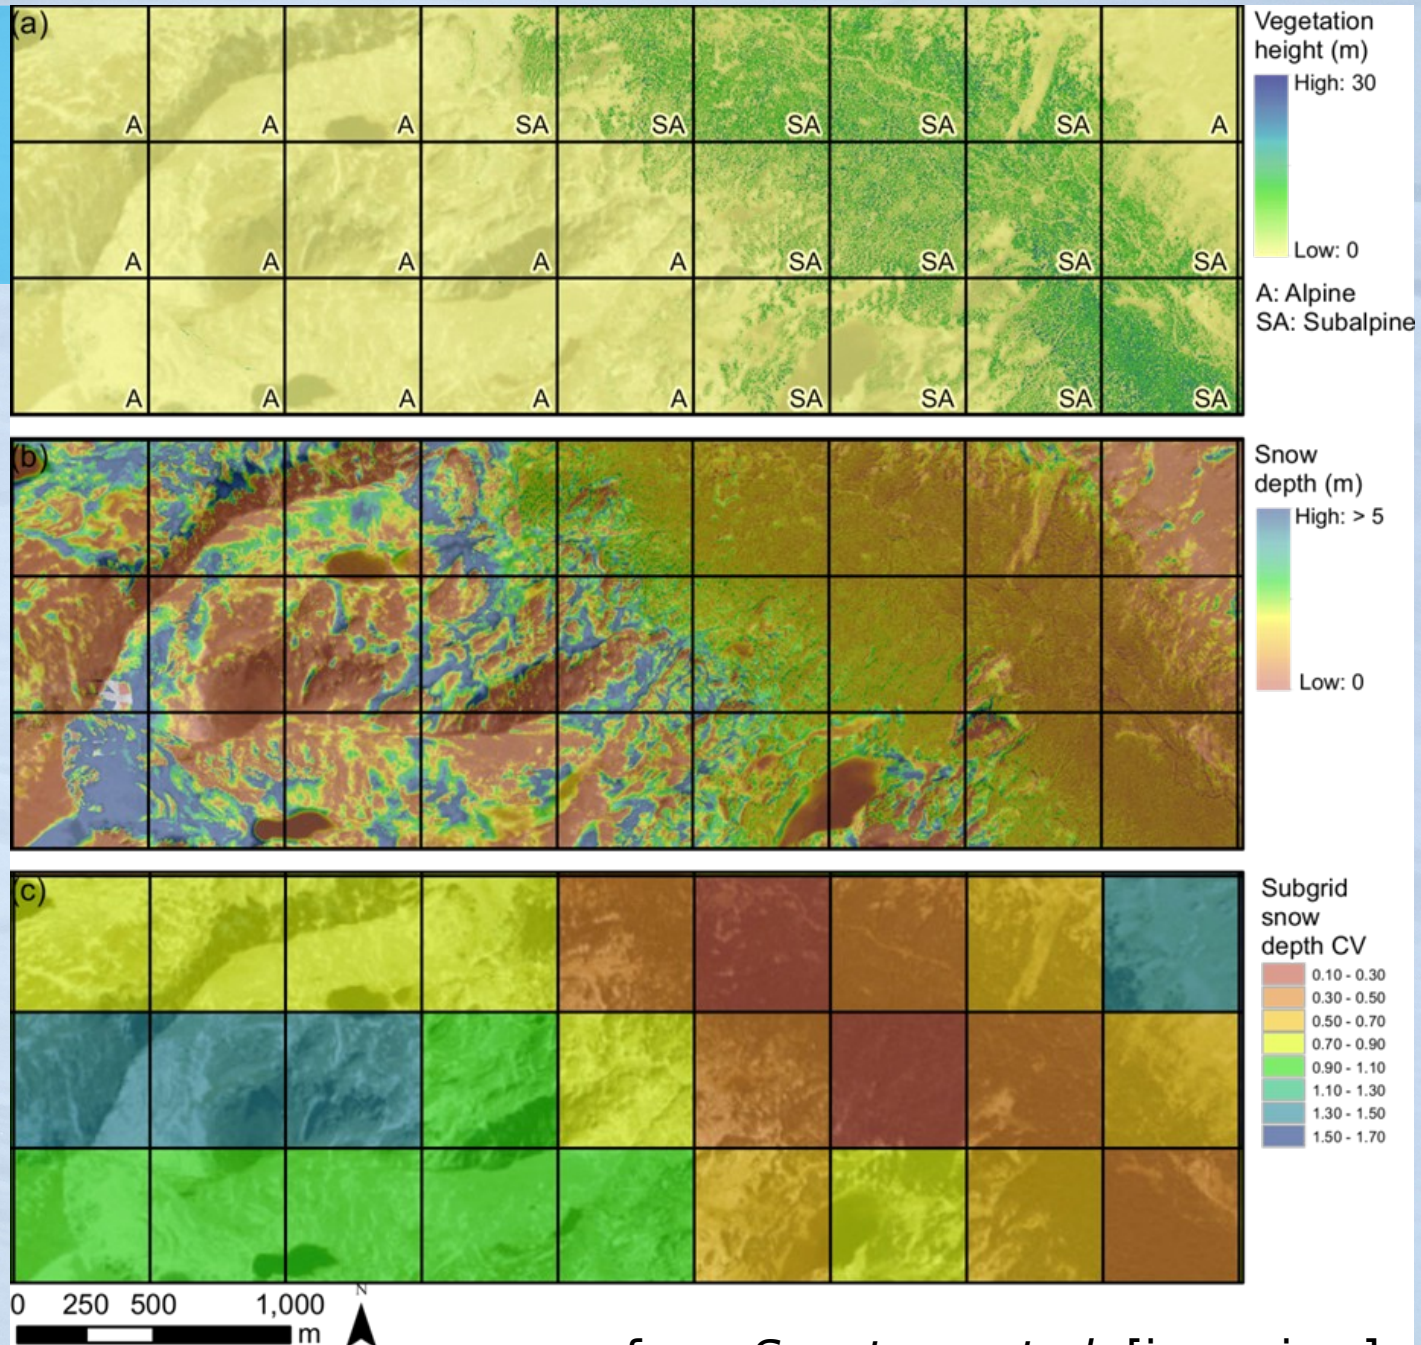 (a)
Vegetation
height (m)
High: 30
Low: 0
A: Alpine
SA: Subalpine
A A A SA SA SA SA SA A
A A A A A SA SA SA SA
A A A A A SA SA SA SA
(b)
Snow
depth (m)
High: > 5
Low: 0
(c)
Subgrid
snow
depth CV
0.10 - 0.30
0.30 - 0.50
0.50 - 0.70
0.70 - 0.90
0.90 - 1.10
1.10 - 1.30
1.30 - 1.50
1.50 - 1.70
0 250 500 1,000
m
N